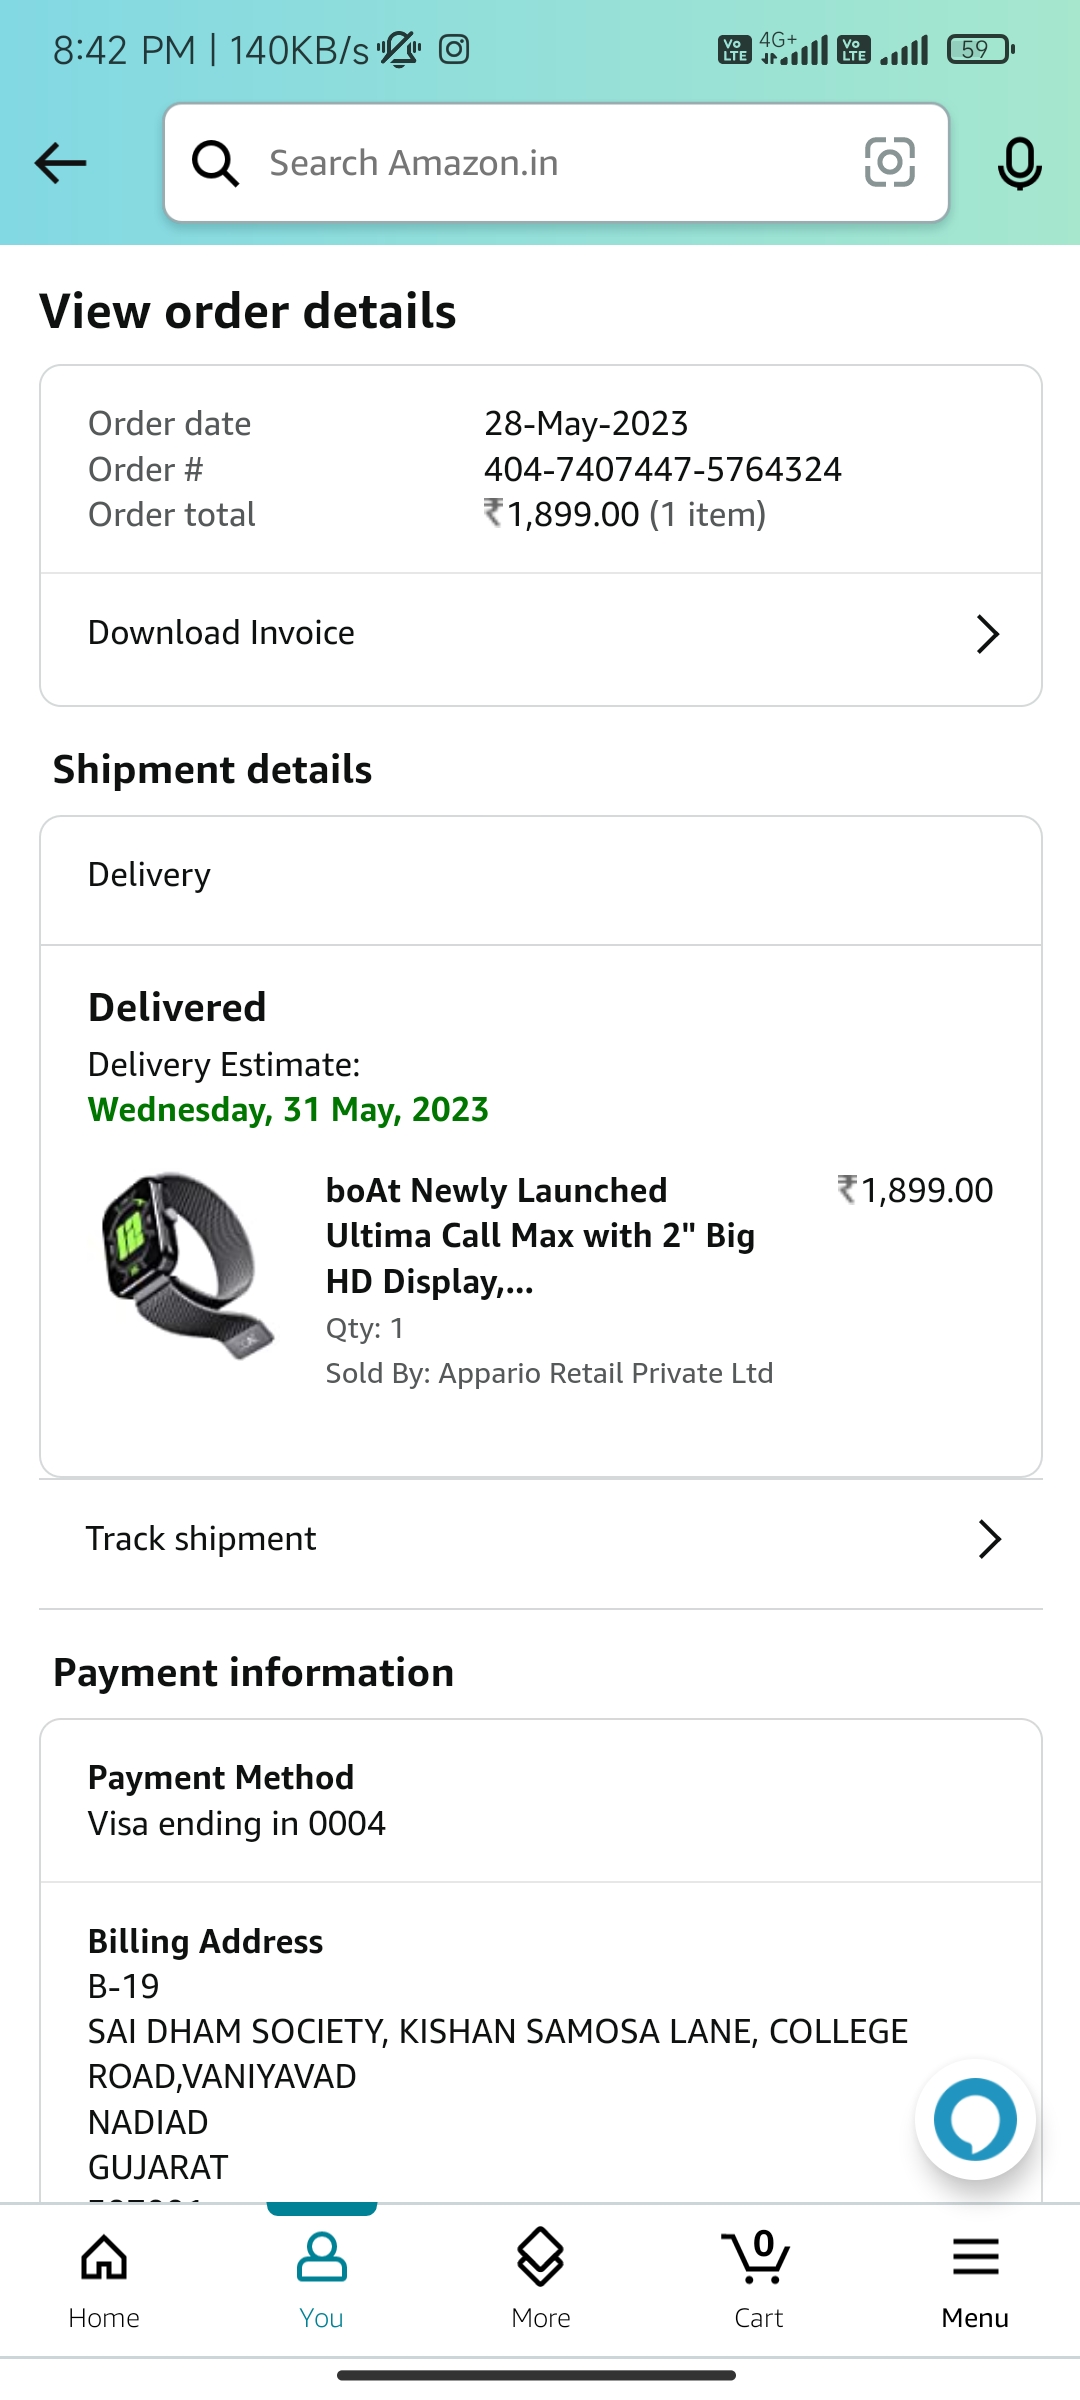 8:42 PM | 140KB/s
Vo LTE 4G+ Vo LTE 59
Search Amazon.in
View order details
Order date 28-May-2023
Order # 404-7407447-5764324
Order total ₹1,899.00 (1 item)
Download Invoice
Shipment details
Delivery
Delivered
Delivery Estimate:
Wednesday, 31 May, 2023
boAt Newly Launched ₹1,899.00
Ultima Call Max with 2" Big
HD Display,...
Qty: 1
Sold By: Appario Retail Private Ltd
Track shipment
Payment information
Payment Method
Visa ending in 0004
Billing Address
B-19
SAI DHAM SOCIETY, KISHAN SAMOSA LANE, COLLEGE
ROAD,VANIYAVAD
NADIAD
GUJARAT
0
Home You More Cart Menu